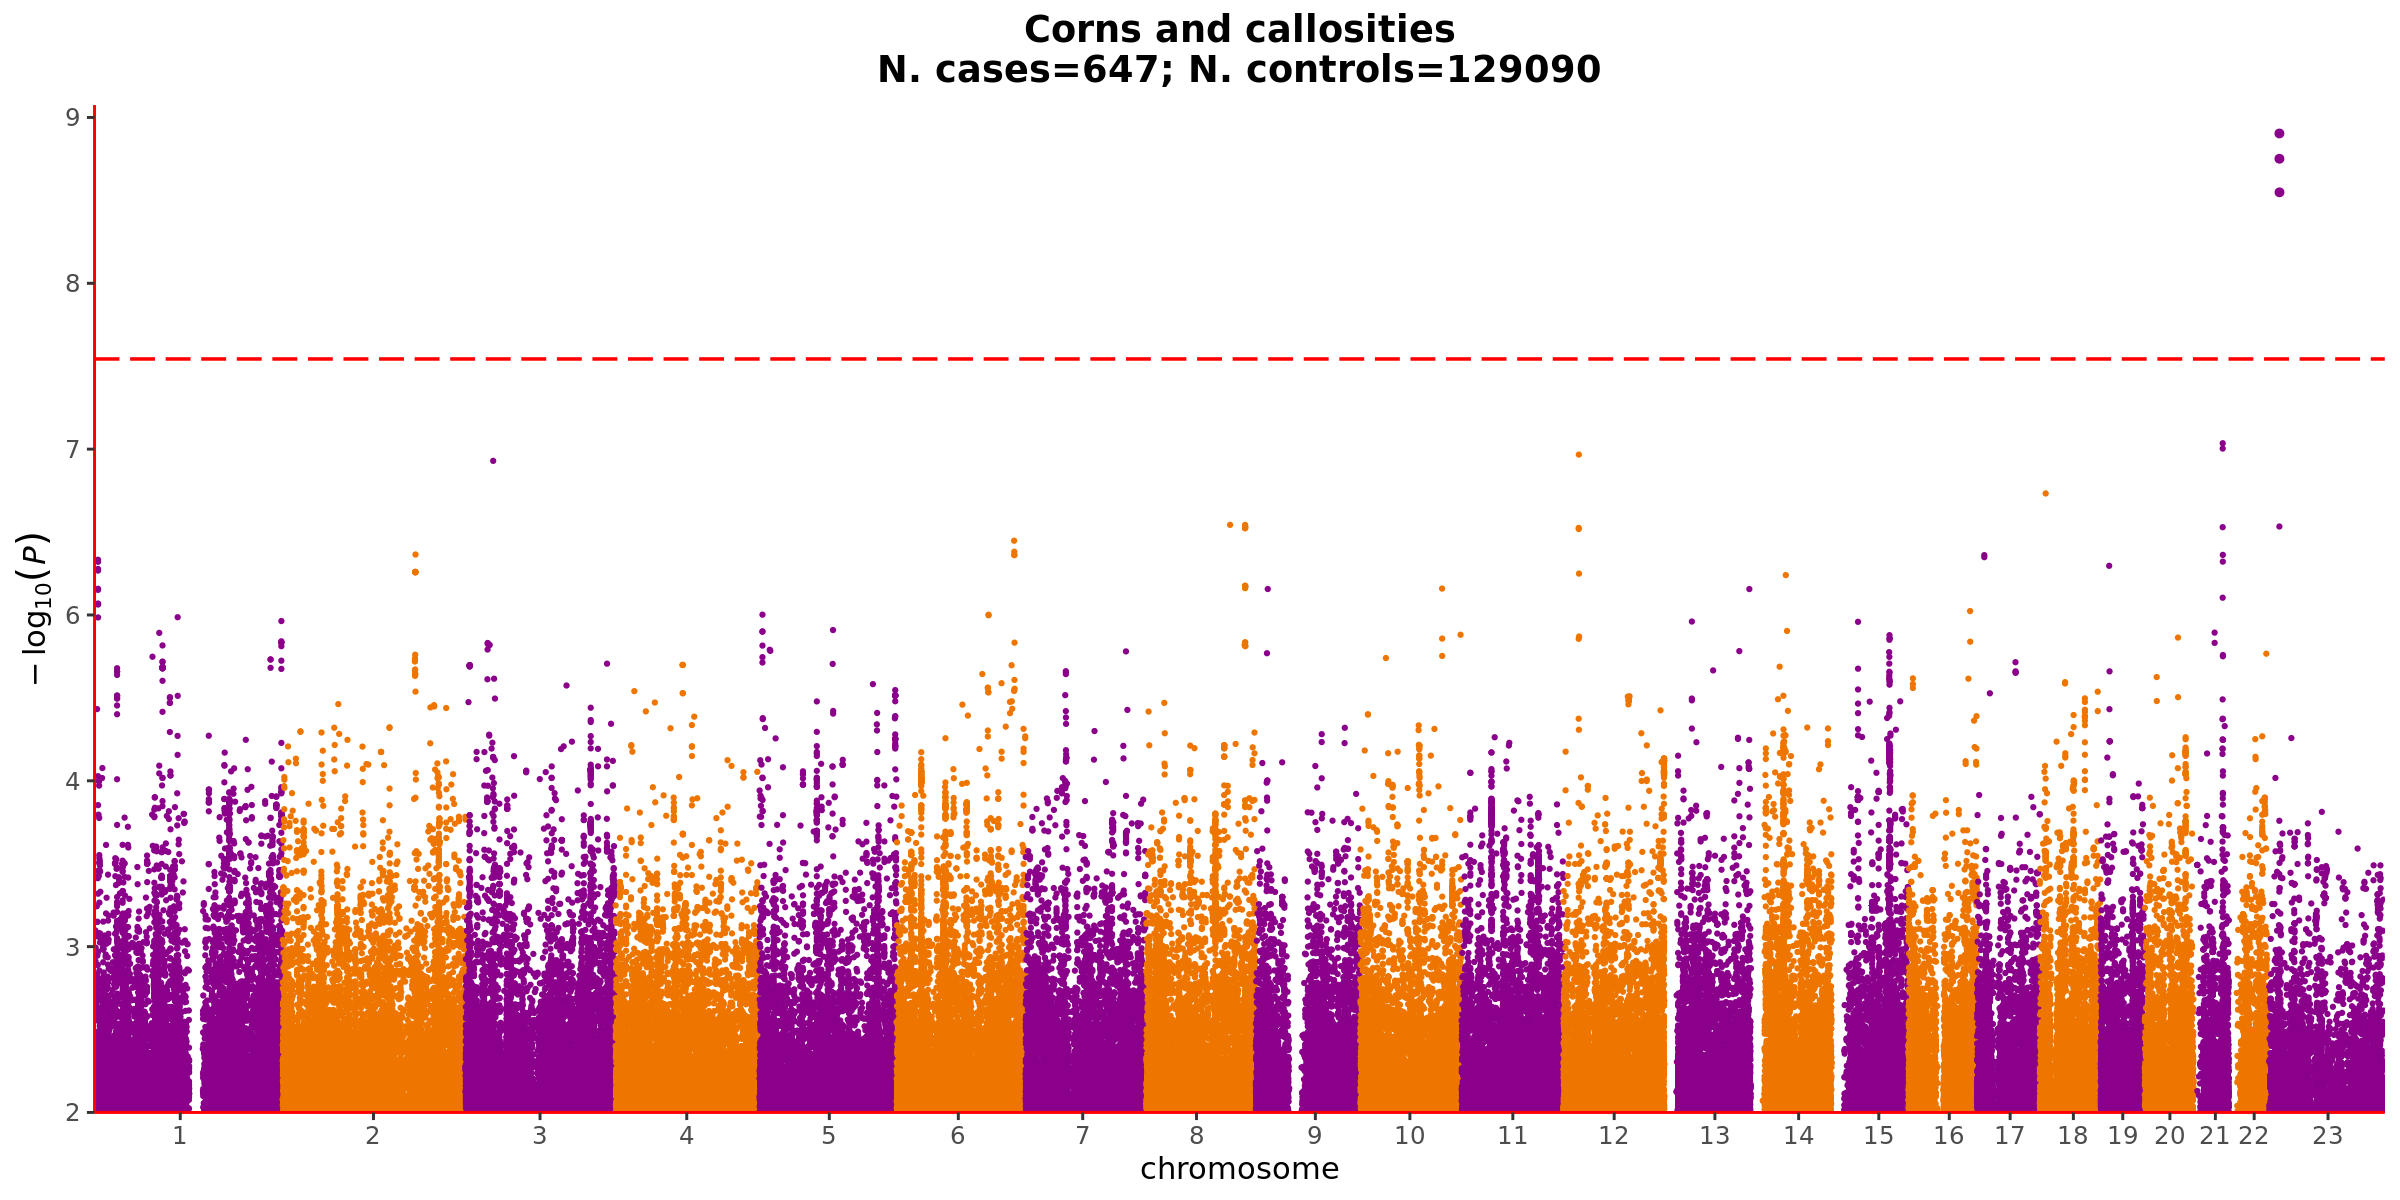 Corns and callosities
N. cases=647; N. controls=129090
9
8
7
6
5
4
3
2
−log10(P)
1 2 3 4 5 6 7 8 9 10 11 12 13 14 15 16 17 18 19 20 21 22 23
chromosome